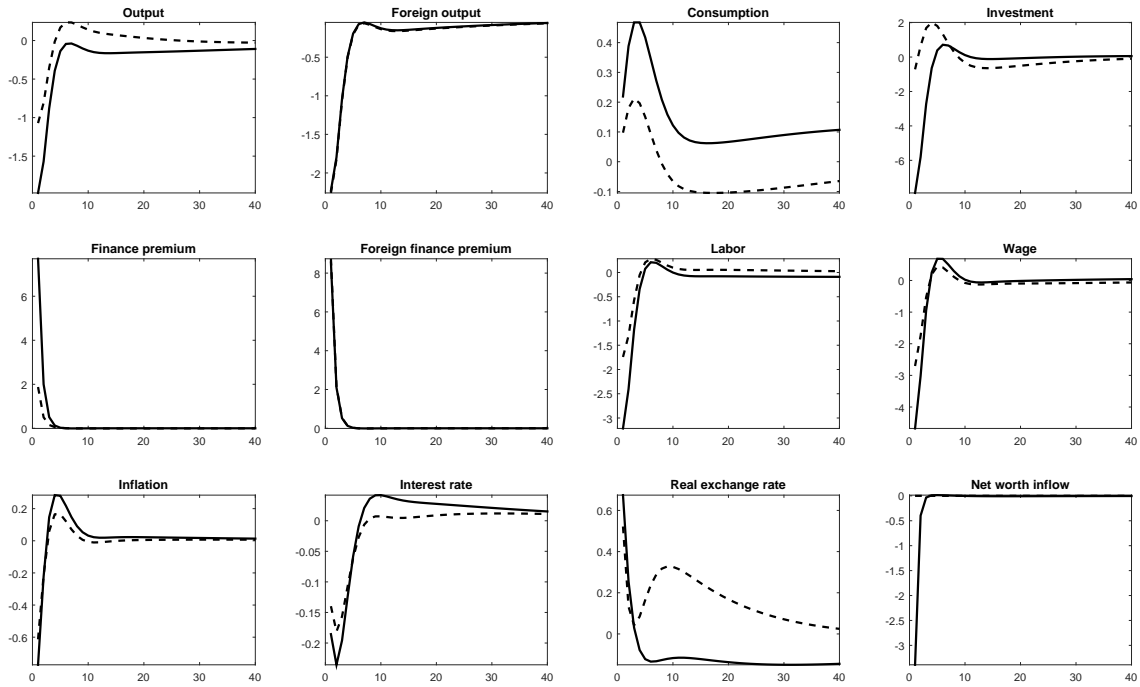 Output
Foreign output
Consumption
Investment
0
-0.5
-1
-1.5
0 10 20 30 40
-0.5
-1
-1.5
-2
0 10 20 30 40
0.4
0.3
0.2
0.1
0
-0.1
0 10 20 30 40
2
0
-2
-4
-6
0 10 20 30 40
Finance premium
Foreign finance premium
Labor
Wage
6
4
2
0
0 10 20 30 40
8
6
4
2
0
0 10 20 30 40
0
-0.5
-1
-1.5
-2
-2.5
-3
0 10 20 30 40
0
-1
-2
-3
-4
0 10 20 30 40
Inflation
Interest rate
Real exchange rate
Net worth inflow
0.2
0
-0.2
-0.4
-0.6
0 10 20 30 40
0
-0.05
-0.1
-0.15
-0.2
0 10 20 30 40
0.6
0.4
0.2
0
0 10 20 30 40
0
-0.5
-1
-1.5
-2
-2.5
-3
0 10 20 30 40